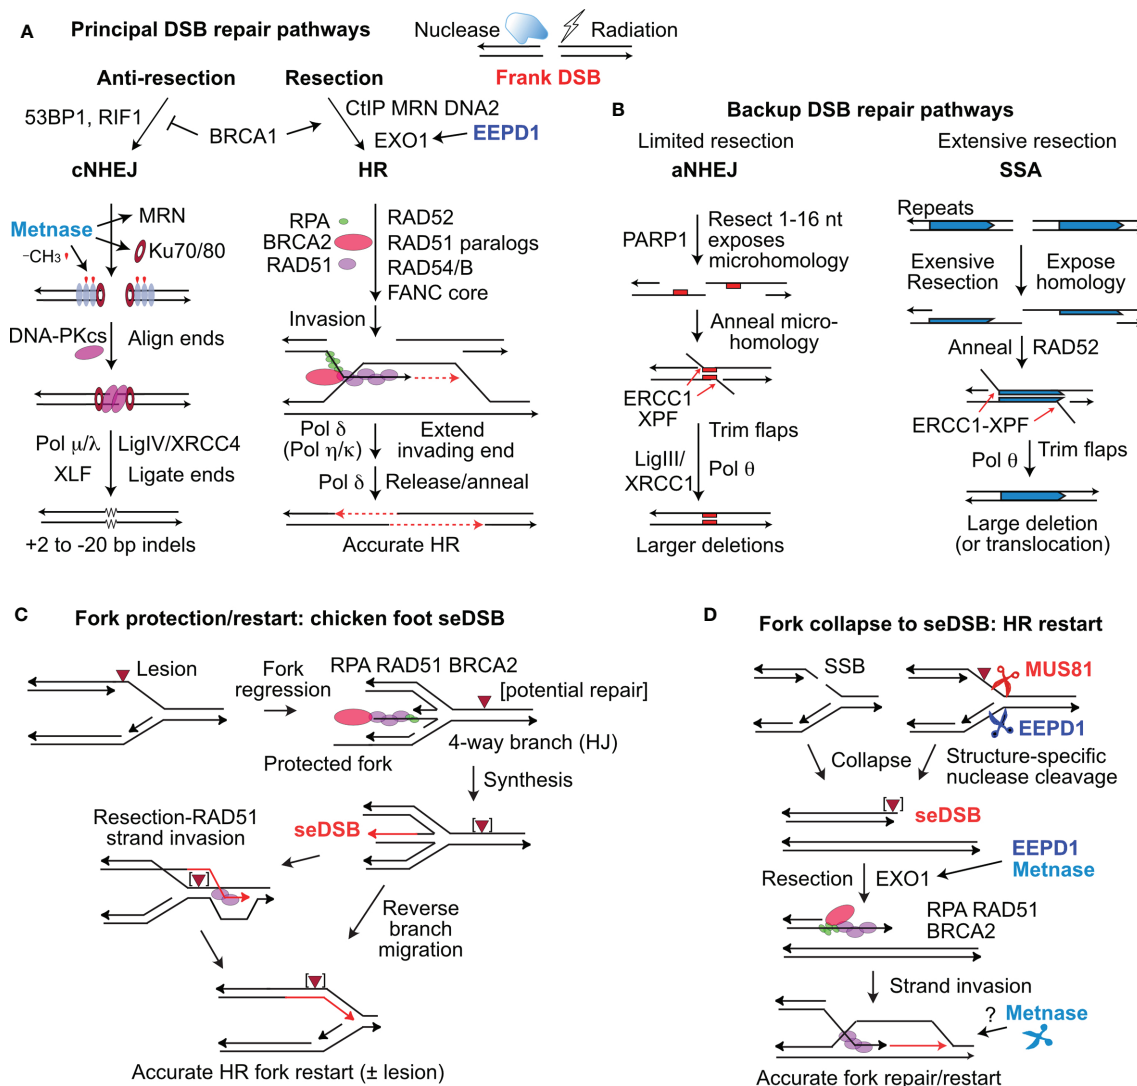 A
Principal DSB repair pathways
Nuclease
Radiation
Frank DSB
Anti-resection
Resection
53BP1, RIF1
BRCA1
CtIP MRN DNA2
EXO1
EEPD1
cNHEJ
HR
Metnase
MRN
Ku70/80
–CH3
DNA-PKcs
Align ends
Pol μ/λ
LigIV/XRCC4
XLF
Ligate ends
+2 to -20 bp indels
RPA
RAD52
BRCA2
RAD51 paralogs
RAD51
RAD54/B
FANC core
Invasion
Pol δ
Extend
(Pol η/κ)
invading end
Pol δ
Release/anneal
Accurate HR
B
Backup DSB repair pathways
Limited resection
aNHEJ
PARP1
Resect 1-16 nt
exposes
microhomology
Anneal micro-
homology
ERCC1
XPF
Trim flaps
LigIII/
XRCC1
Pol θ
Larger deletions
Extensive resection
SSA
Repeats
Exensive
Resection
Expose
homology
Anneal
RAD52
ERCC1-XPF
Trim flaps
Pol θ
Large deletion
(or translocation)
C
Fork protection/restart: chicken foot seDSB
Lesion
Fork
regression
RPA RAD51 BRCA2
[potential repair]
4-way branch (HJ)
Protected fork
Synthesis
Resection-RAD51
strand invasion
seDSB
[ ]
[ ]
Reverse
branch
migration
[ ]
Accurate HR fork restart (± lesion)
D
Fork collapse to seDSB: HR restart
SSB
MUS81
EEPD1
Collapse
Structure-specific
nuclease cleavage
[ ]
seDSB
EEPD1
Metnase
Resection
EXO1
RPA RAD51
BRCA2
Strand invasion
?
Metnase
Accurate fork repair/restart